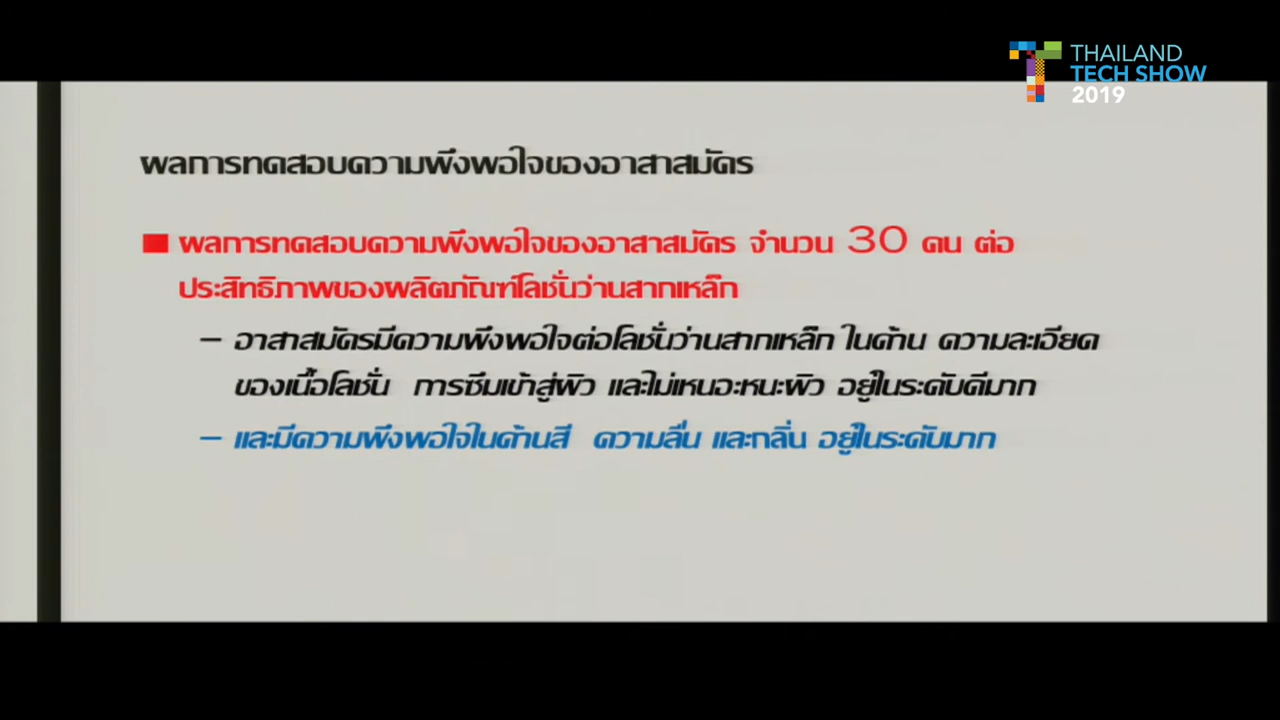 THAILAND
TECH SHOW
2019
ผลการทดสอบความพึงพอใจของอาสาสมัคร
ผลการทดสอบความพึงพอใจของอาสาสมัคร จำนวน 30 คน ต่อ
ประสิทธิภาพของผลิตภัณฑ์โลชั่นว่านสากเหล็ก
– อาสาสมัครมีความพึงพอใจต่อโลชั่นว่านสากเหล็ก ในด้าน ความละเอียด
ของเนื้อโลชั่น การซึมเข้าสู่ผิว และไม่เหนอะหนะผิว อยู่ในระดับดีมาก
– และมีความพึงพอใจในด้านสี ความลื่น และกลิ่น อยู่ในระดับมาก